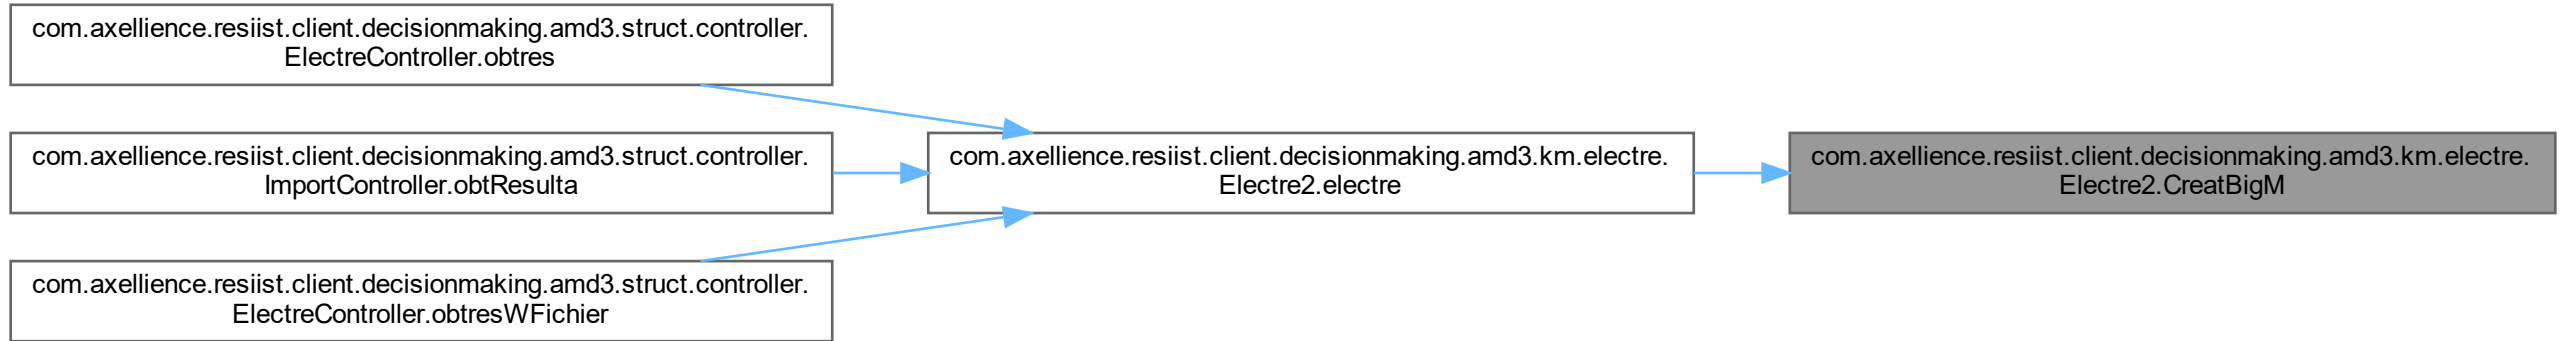 com.axellience.resiist.client.decisionmaking.amd3.struct.controller.
ElectreController.obtres
com.axellience.resiist.client.decisionmaking.amd3.struct.controller.
ImportController.obtResulta
com.axellience.resiist.client.decisionmaking.amd3.struct.controller.
ElectreController.obtresWFichier
com.axellience.resiist.client.decisionmaking.amd3.km.electre.
Electre2.electre
com.axellience.resiist.client.decisionmaking.amd3.km.electre.
Electre2.CreatBigM